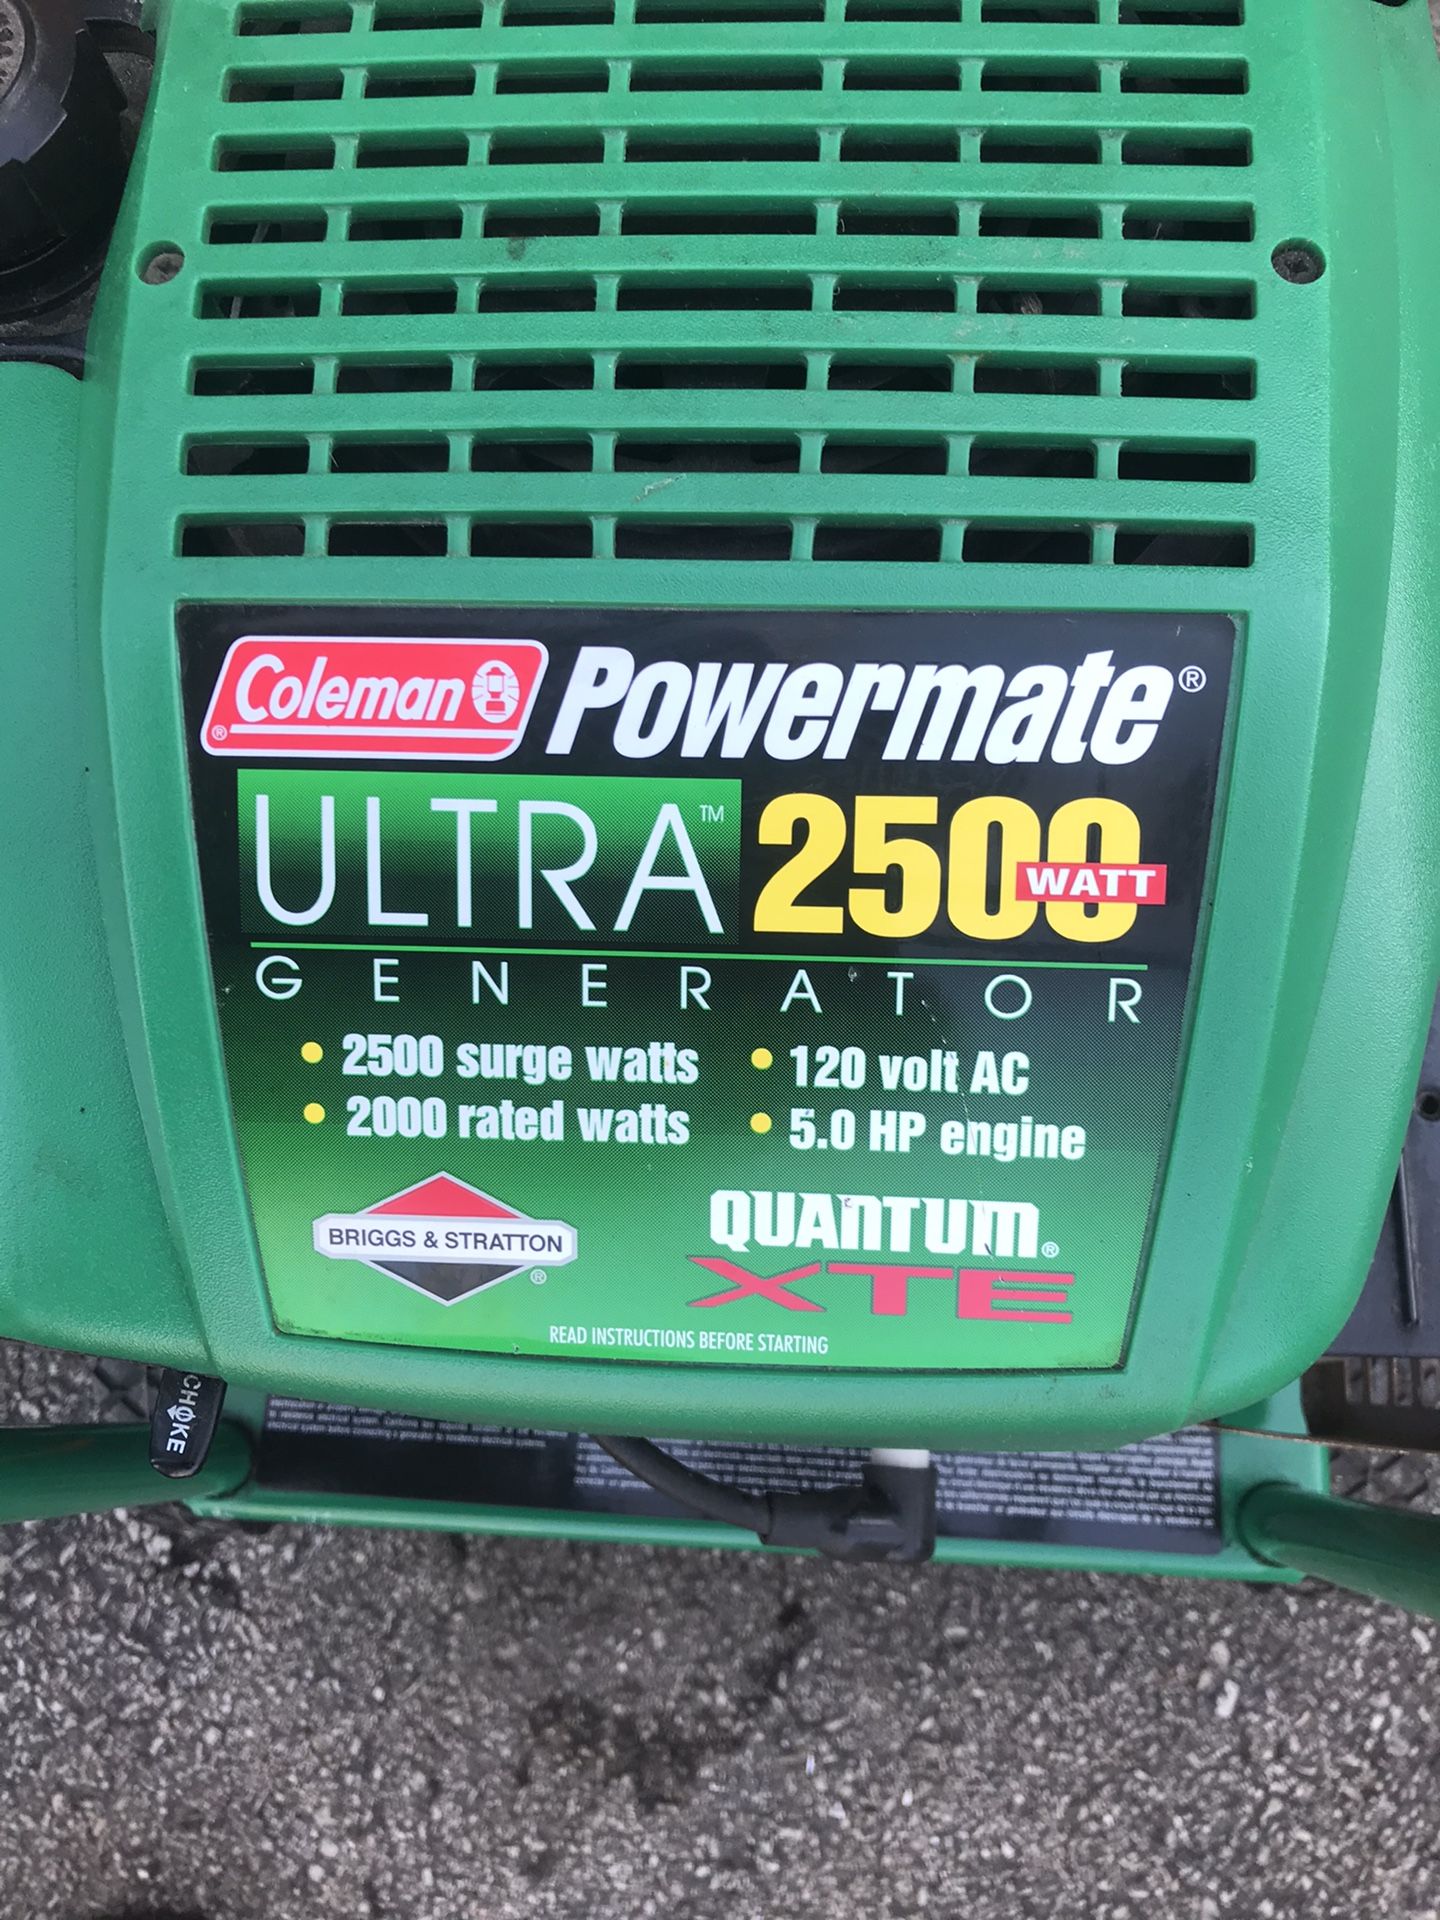 Coleman® Powermate®
ULTRA™ 2500 WATT
GENERATOR
• 2500 surge watts
• 2000 rated watts
• 120 volt AC
• 5.0 HP engine
BRIGGS & STRATTON®
QUANTUM®
XTE
READ INSTRUCTIONS BEFORE STARTING
CHOKE